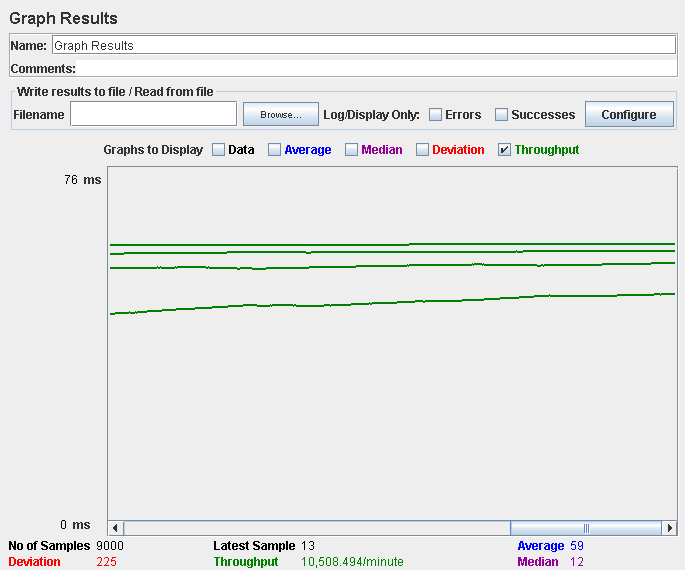 Graph Results
Name: Graph Results
Comments:
Write results to file / Read from file
Filename Browse... Log/Display Only: Errors Successes Configure
Graphs to Display Data Average Median Deviation Throughput
76 ms
0 ms
No of Samples 9000 Latest Sample 13 Average 59
Deviation 225 Throughput 10,508.494/minute Median 12